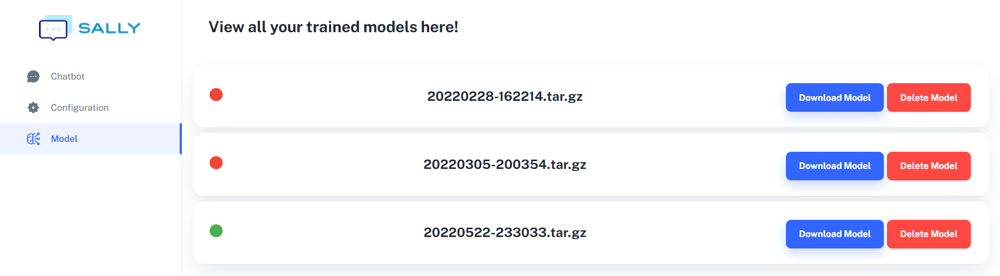 SALLY
Chatbot
Configuration
Model
View all your trained models here!
20220228-162214.tar.gz
Download Model
Delete Model
20220305-200354.tar.gz
Download Model
Delete Model
20220522-233033.tar.gz
Download Model
Delete Model